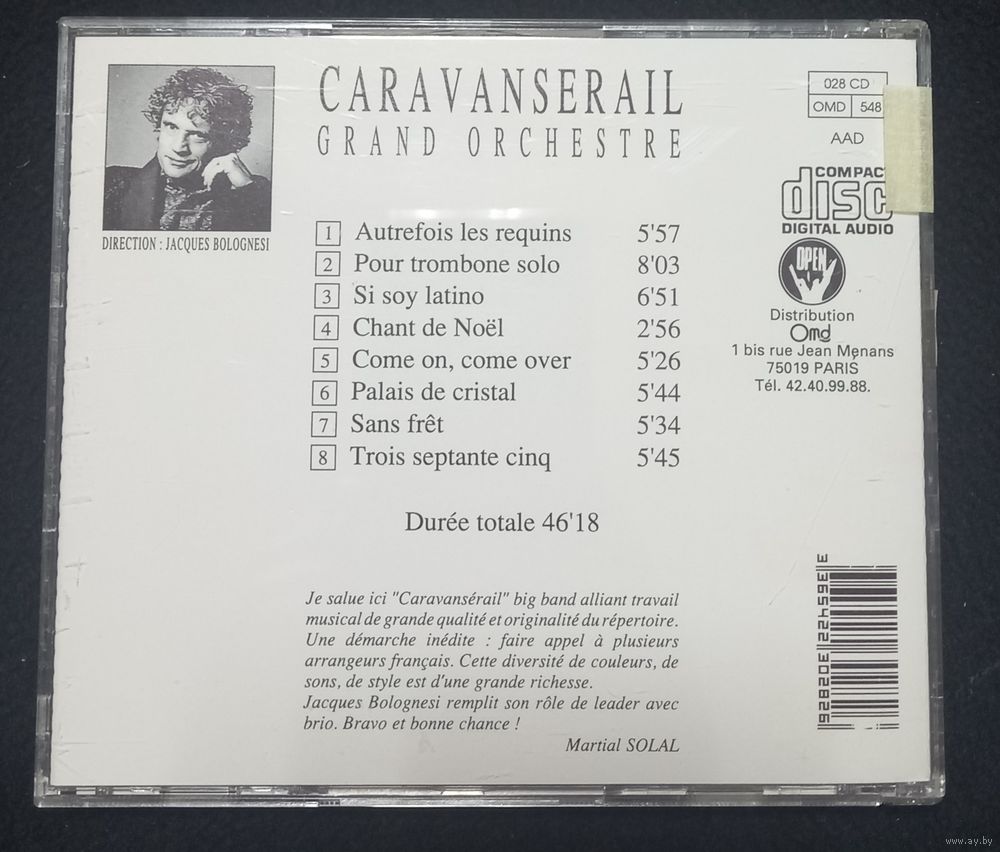 CARAVANSERAIL
GRAND ORCHESTRE
DIRECTION : JACQUES BOLOGNESI
1 Autrefois les requins 5'57
2 Pour trombone solo 8'03
3 Si soy latino 6'51
4 Chant de Noël 2'56
5 Come on, come over 5'26
6 Palais de cristal 5'44
7 Sans frêt 5'34
8 Trois septante cinq 5'45
Durée totale 46'18
Je salue ici "Caravansérail" big band alliant travail
musical de grande qualité et originalité du répertoire.
Une démarche inédite : faire appel à plusieurs
arrangeurs français. Cette diversité de couleurs, de
sons, de style est d'une grande richesse.
Jacques Bolognesi remplit son rôle de leader avec
brio. Bravo et bonne chance !
Martial SOLAL
028 CD
OMD 548
AAD
COMPACT
disc
DIGITAL AUDIO
OPEN
Distribution
Omd
1 bis rue Jean Ménans
75019 PARIS
Tél. 42.40.99.88.
www.ay.by